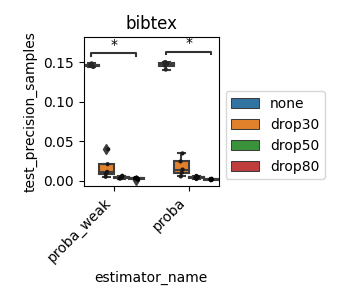 bibtex
*
*
0.15
0.10
0.05
0.00
test_precision_samples
proba_weak
proba
estimator_name
none
drop30
drop50
drop80